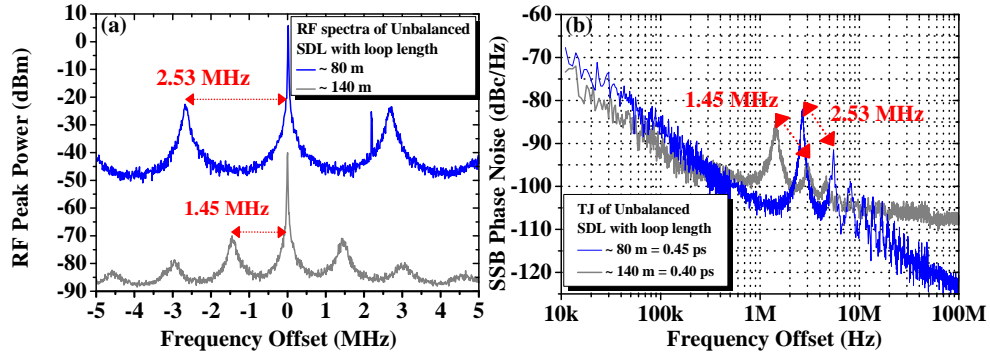 (a)
RF spectra of Unbalanced
SDL with loop length
~ 80 m
~ 140 m
2.53 MHz
1.45 MHz
RF Peak Power (dBm)
20
10
0
-10
-20
-30
-40
-50
-60
-70
-80
-90
-5 -4 -3 -2 -1 0 1 2 3 4 5
Frequency Offset (MHz)
(b)
1.45 MHz
2.53 MHz
TJ of Unbalanced
SDL with loop length
~ 80 m = 0.45 ps
~ 140 m = 0.40 ps
SSB Phase Noise (dBc/Hz)
-60
-70
-80
-90
-100
-110
-120
10k 100k 1M 10M 100M
Frequency Offset (Hz)